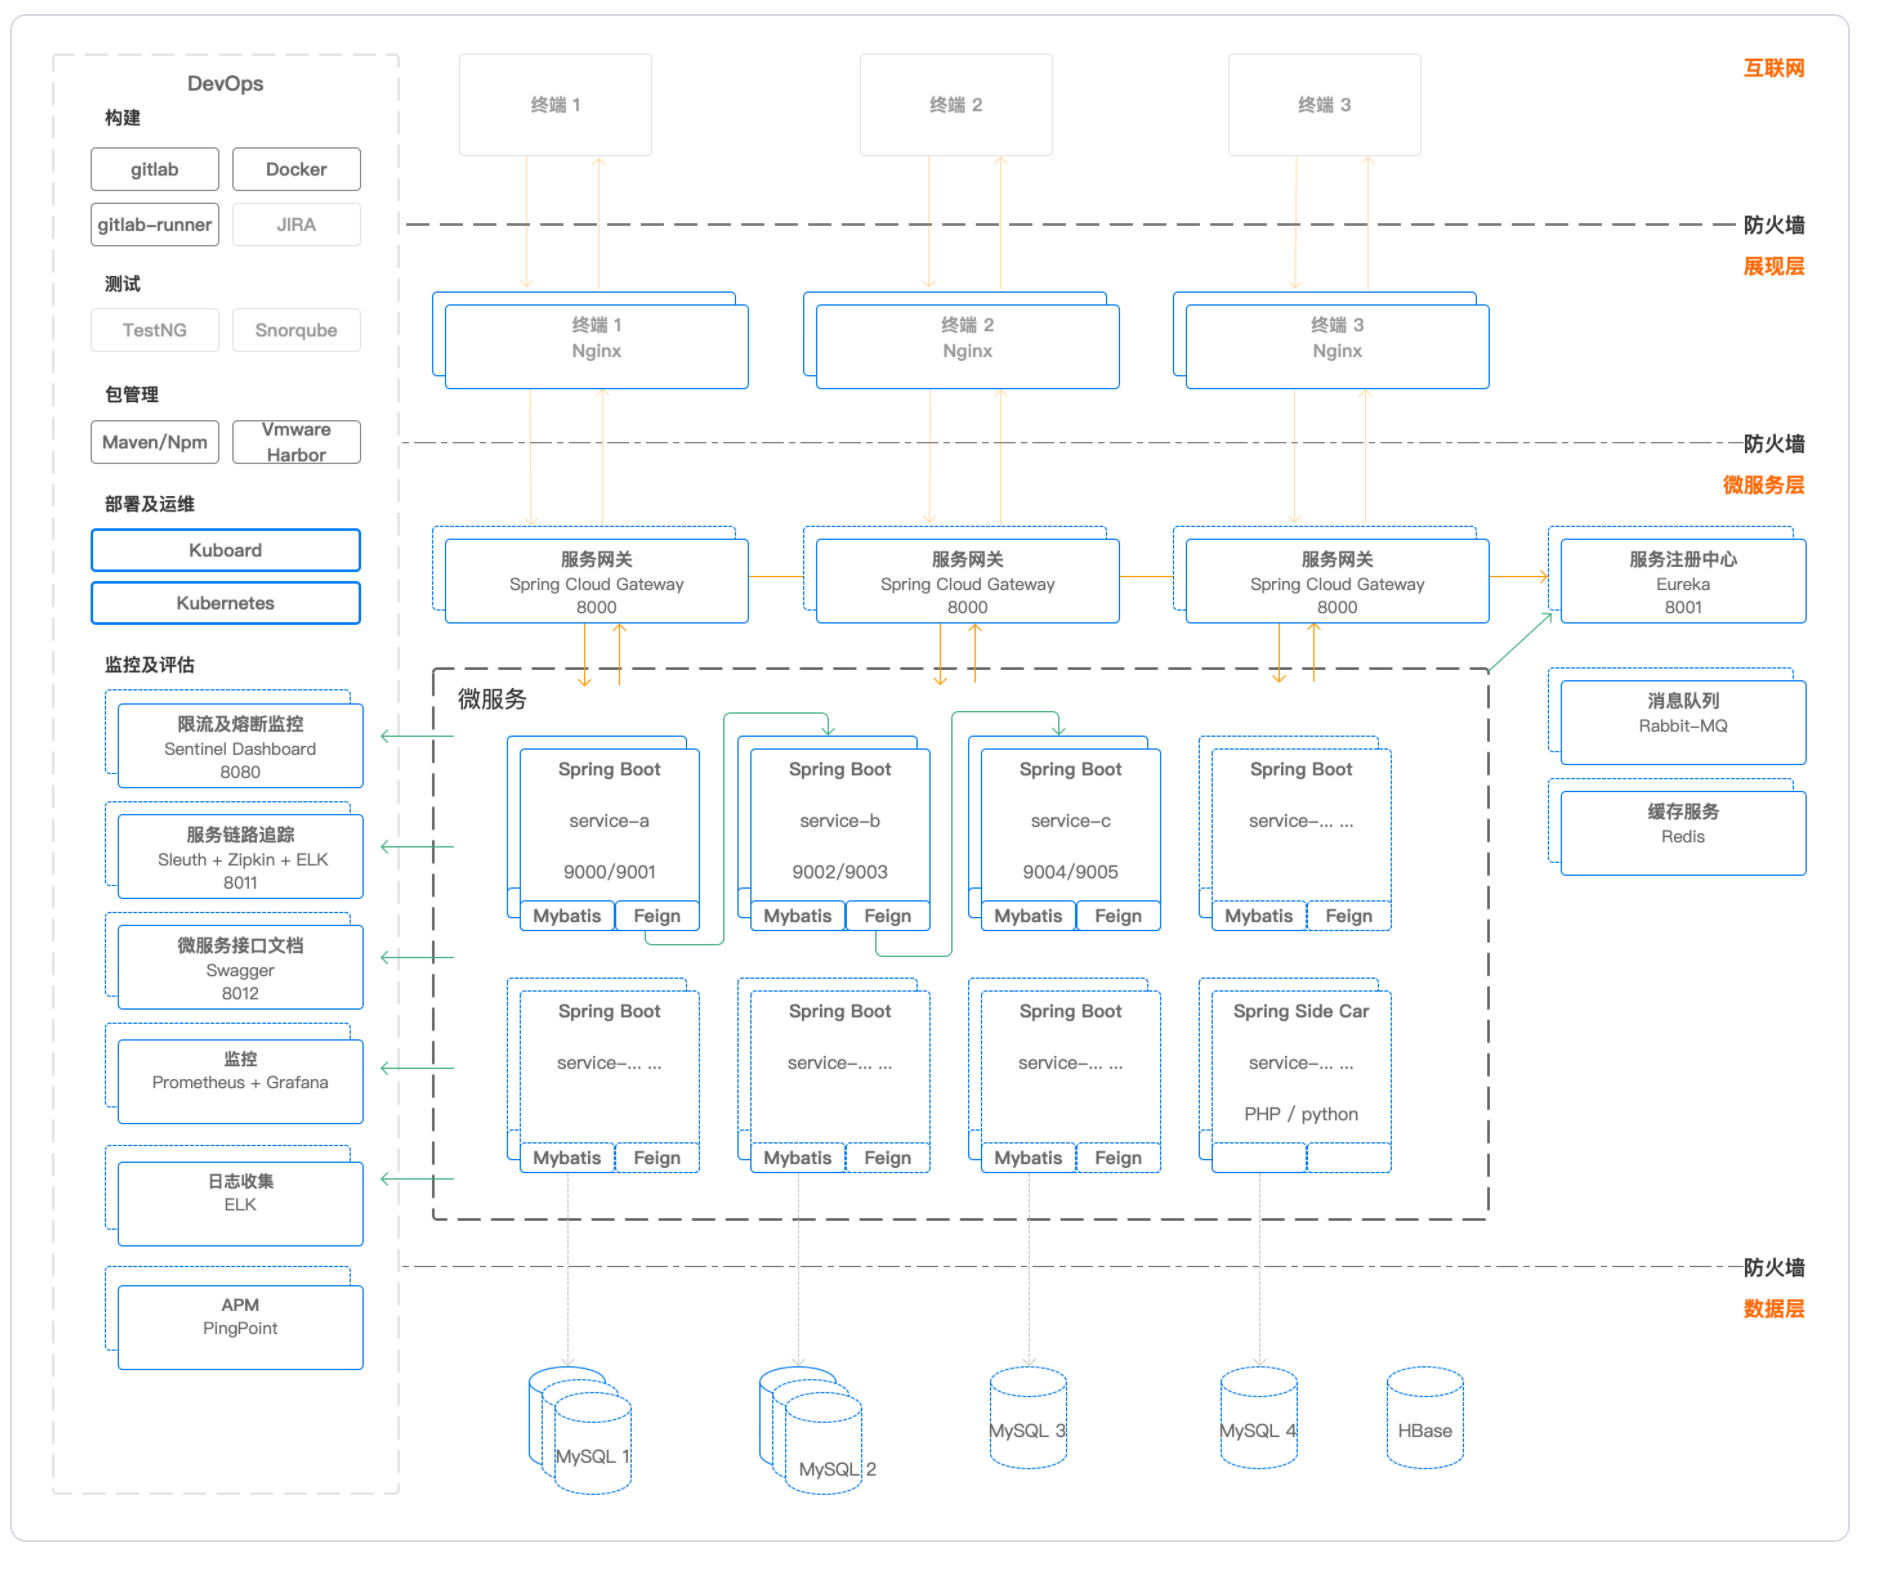 DevOps
构建
gitlab
Docker
gitlab-runner
JIRA
测试
TestNG
Snorqube
包管理
Maven/Npm
Vmware
Harbor
部署及运维
Kuboard
Kubernetes
监控及评估
限流及熔断监控
Sentinel Dashboard
8080
服务链路追踪
Sleuth + Zipkin + ELK
8011
微服务接口文档
Swagger
8012
监控
Prometheus + Grafana
日志收集
ELK
APM
PingPoint
终端 1
终端 2
终端 3
互联网
防火墙
展现层
终端 1
Nginx
终端 2
Nginx
终端 3
Nginx
防火墙
微服务层
服务网关
Spring Cloud Gateway
8000
服务网关
Spring Cloud Gateway
8000
服务网关
Spring Cloud Gateway
8000
服务注册中心
Eureka
8001
消息队列
Rabbit-MQ
缓存服务
Redis
微服务
Spring Boot
service-a
9000/9001
Mybatis
Feign
Spring Boot
service-b
9002/9003
Mybatis
Feign
Spring Boot
service-c
9004/9005
Mybatis
Feign
Spring Boot
service-... ...
Mybatis
Feign
Spring Boot
service-... ...
Mybatis
Feign
Spring Boot
service-... ...
Mybatis
Feign
Spring Boot
service-... ...
Mybatis
Feign
Spring Side Car
service-... ...
PHP / python
防火墙
数据层
MySQL 1
MySQL 2
MySQL 3
MySQL 4
HBase